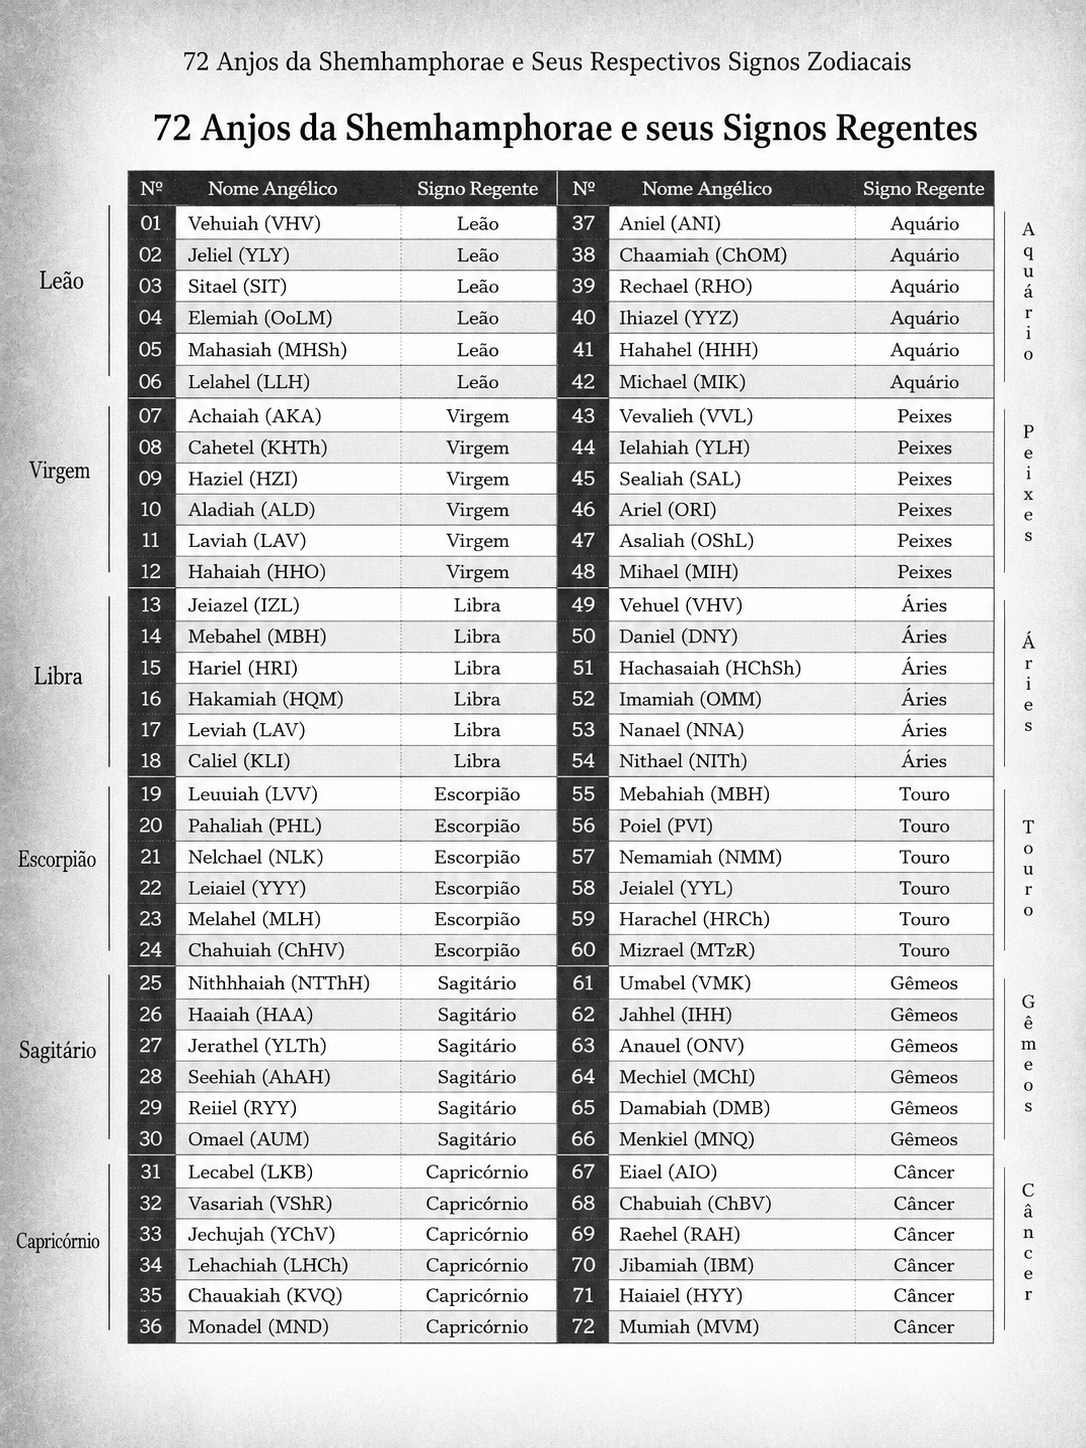 72 Anjos da Shemhamphorae e Seus Respectivos Signos Zodiacais
72 Anjos da Shemhamphorae e seus Signos Regentes
Nº Nome Angélico Signo Regente Nº Nome Angélico Signo Regente
01 Vehuiah (VHV) Leão 37 Aniel (ANI) Aquário
02 Jeliel (YLY) Leão 38 Chaamiah (ChOM) Aquário
03 Sitael (SIT) Leão 39 Rechael (RHO) Aquário
04 Elemiah (OoLM) Leão 40 Ihiazel (YYZ) Aquário
05 Mahasiah (MHSh) Leão 41 Hahahel (HHH) Aquário
06 Lelahel (LLH) Leão 42 Michael (MIK) Aquário
Leão
Aquário
07 Achaiah (AKA) Virgem 43 Vevalieh (VVL) Peixes
08 Cahetel (KHTh) Virgem 44 Ielahiah (YLH) Peixes
09 Haziel (HZI) Virgem 45 Sealiah (SAL) Peixes
10 Aladiah (ALD) Virgem 46 Ariel (ORI) Peixes
11 Laviah (LAV) Virgem 47 Asaliah (OShL) Peixes
12 Hahaiah (HHO) Virgem 48 Mihael (MIH) Peixes
Virgem
Peixes
13 Jeiazel (IZL) Libra 49 Vehuel (VHV) Áries
14 Mebahel (MBH) Libra 50 Daniel (DNY) Áries
15 Hariel (HRI) Libra 51 Hachasaiah (HChSh) Áries
16 Hakamiah (HQM) Libra 52 Imamiah (OMM) Áries
17 Leviah (LAV) Libra 53 Nanael (NNA) Áries
18 Caliel (KLI) Libra 54 Nithael (NITh) Áries
Libra
Áries
19 Leuuiah (LVV) Escorpião 55 Mebahiah (MBH) Touro
20 Pahaliah (PHL) Escorpião 56 Poiel (PVI) Touro
21 Nelchael (NLK) Escorpião 57 Nemamiah (NMM) Touro
22 Leiaiel (YYY) Escorpião 58 Jeialel (YYL) Touro
23 Melahel (MLH) Escorpião 59 Harachel (HRCh) Touro
24 Chahuiah (ChHV) Escorpião 60 Mizrael (MTzR) Touro
Escorpião
Touro
25 Nithhhaiah (NTThH) Sagitário 61 Umabel (VMK) Gêmeos
26 Haaiah (HAA) Sagitário 62 Jahhel (IHH) Gêmeos
27 Jerathel (YLTh) Sagitário 63 Anauel (ONV) Gêmeos
28 Seehiah (AhAH) Sagitário 64 Mechiel (MChI) Gêmeos
29 Reiiel (RYY) Sagitário 65 Damabiah (DMB) Gêmeos
30 Omael (AUM) Sagitário 66 Menkiel (MNQ) Gêmeos
Sagitário
Gêmeos
31 Lecabel (LKB) Capricórnio 67 Eiael (AIO) Câncer
32 Vasariah (VShR) Capricórnio 68 Chabuiah (ChBV) Câncer
33 Jechujah (YChV) Capricórnio 69 Raehel (RAH) Câncer
34 Lehachiah (LHCh) Capricórnio 70 Jibamiah (IBM) Câncer
35 Chauakiah (KVQ) Capricórnio 71 Haiaiel (HYY) Câncer
36 Monadel (MND) Capricórnio 72 Mumiah (MVM) Câncer
Capricórnio
Câncer